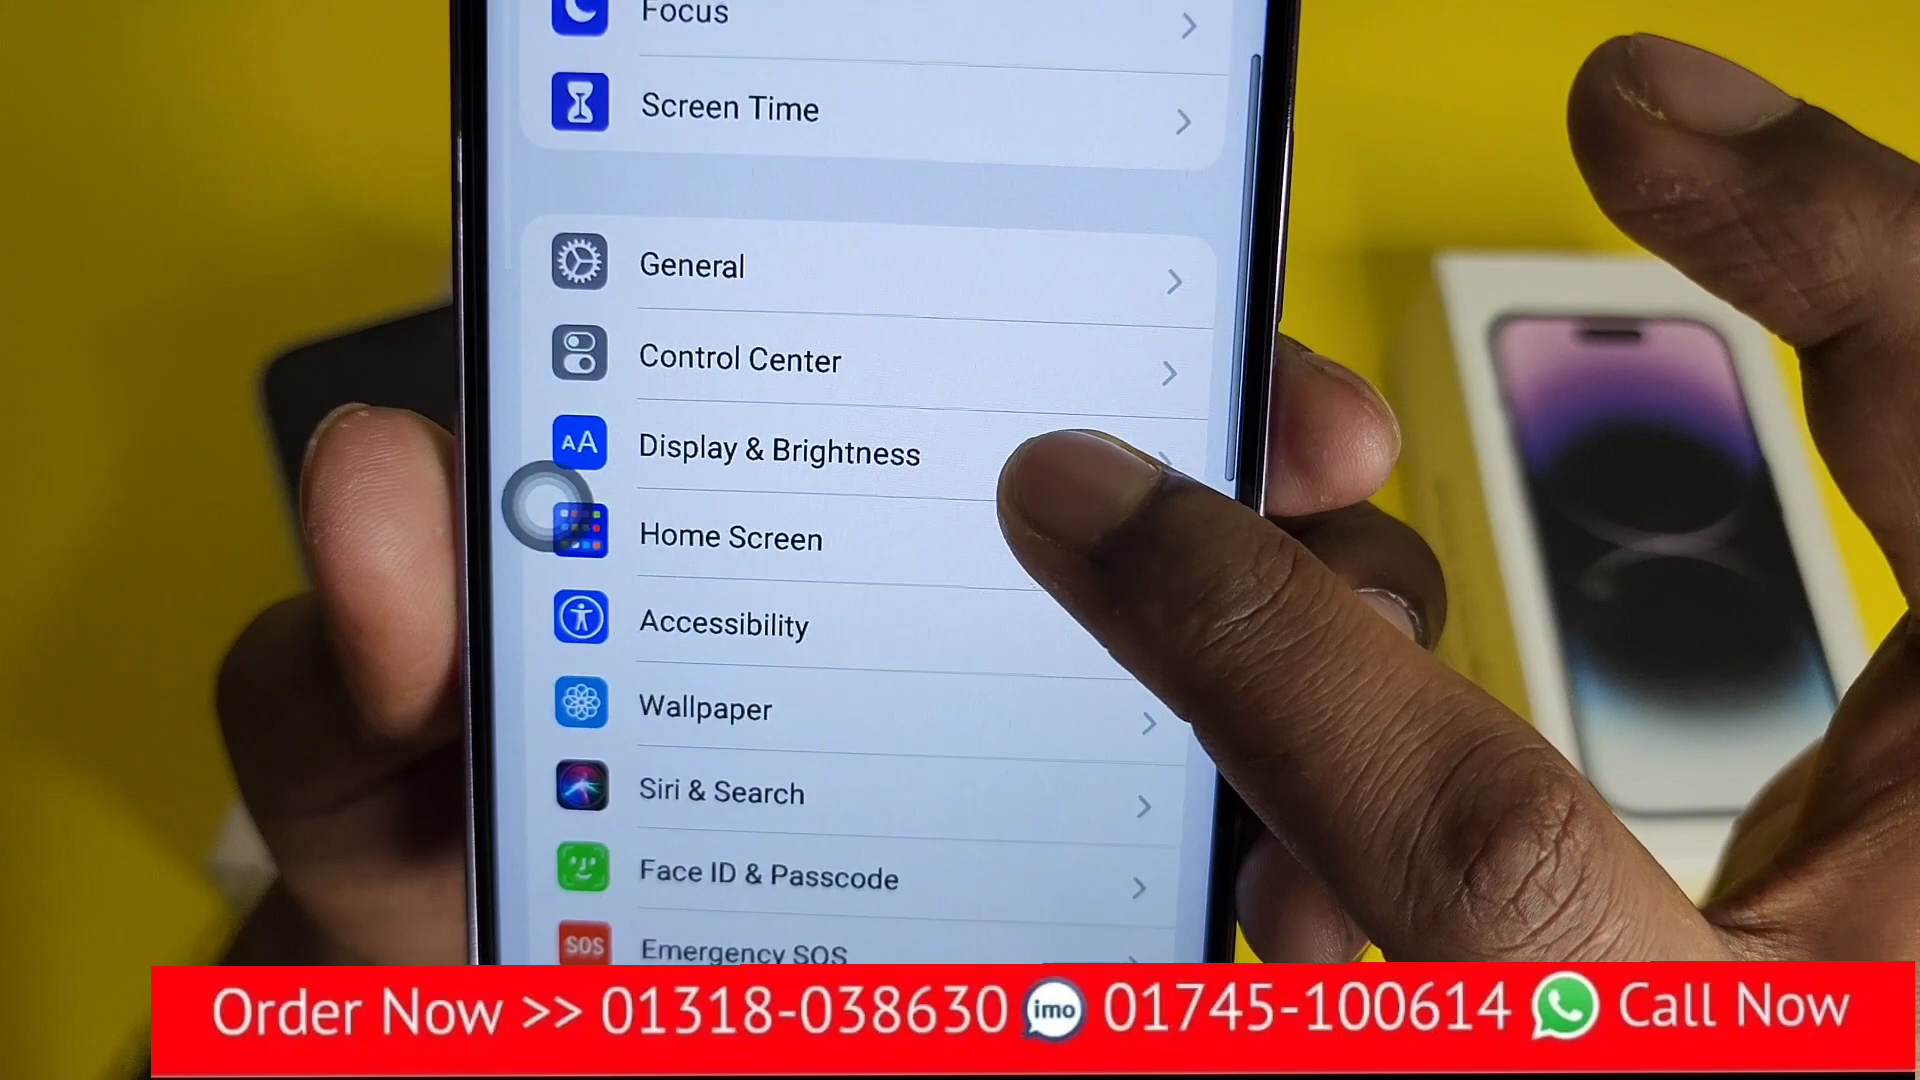 Focus
Screen Time
General
Control Center
AA Display & Brightness
Home Screen
Accessibility
Wallpaper
Siri & Search
Face ID & Passcode
SOS Emergency SOS
Order Now >> 01318-038630 imo 01745-100614 Call Now